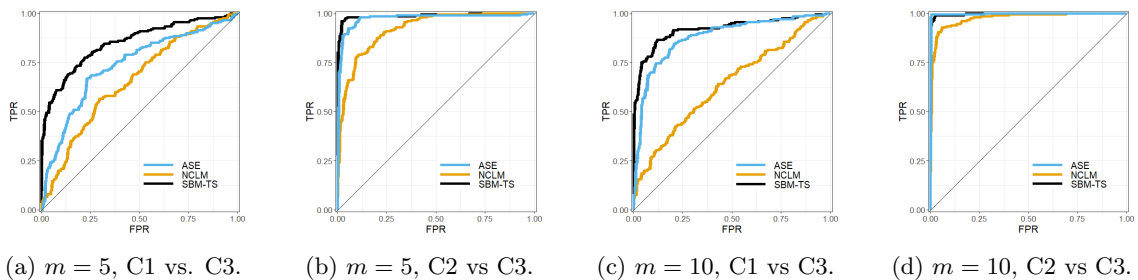 1.00
0.75
0.50
0.25
0.00
TPR
ASE
NCLM
SBM-TS
0.00 0.25 0.50 0.75 1.00
FPR
(a) m = 5, C1 vs. C3.
1.00
0.75
0.50
0.25
0.00
TPR
ASE
NCLM
SBM-TS
0.00 0.25 0.50 0.75 1.00
FPR
(b) m = 5, C2 vs C3.
1.00
0.75
0.50
0.25
0.00
TPR
ASE
NCLM
SBM-TS
0.00 0.25 0.50 0.75 1.00
FPR
(c) m = 10, C1 vs C3.
1.00
0.75
0.50
0.25
0.00
TPR
ASE
NCLM
SBM-TS
0.00 0.25 0.50 0.75 1.00
FPR
(d) m = 10, C2 vs C3.